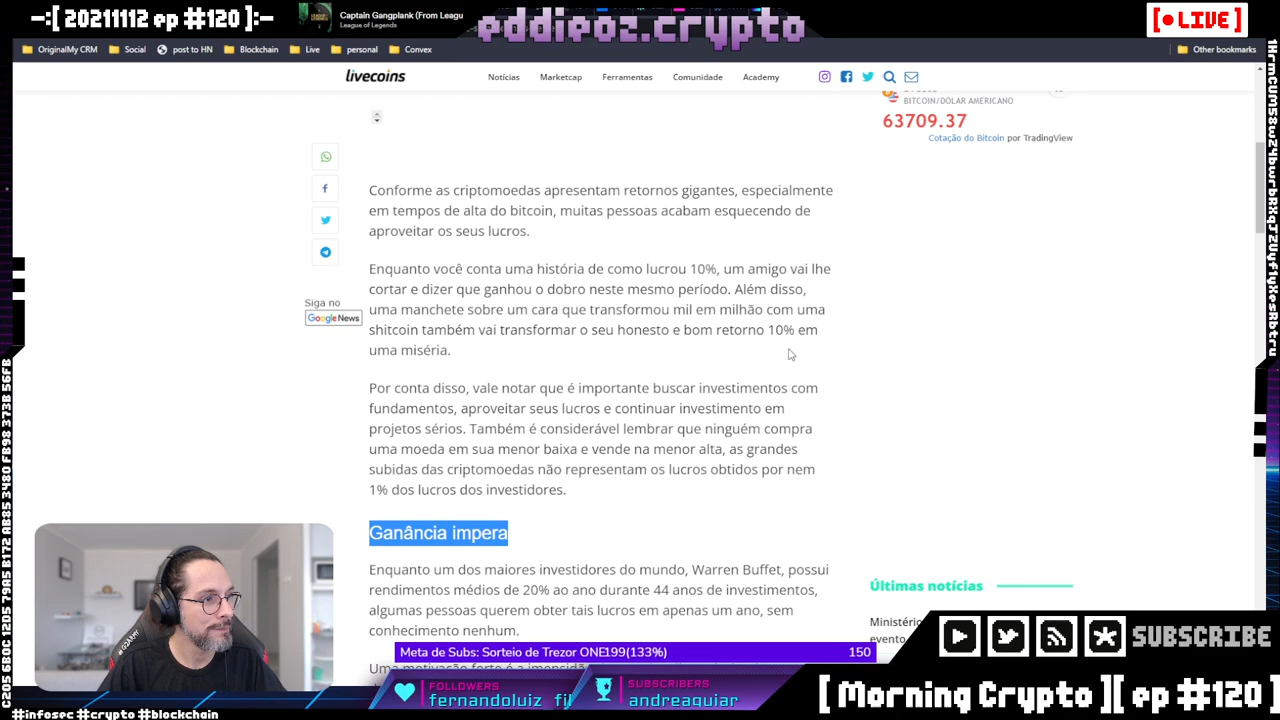 -:[ 20211112 ep #120 ]:-
Captain Gangplank (From Leagu
League of Legends
eddieoz.crypto
[● LIVE]
OriginalMy CRM
Social
post to HN
Blockchain
Live
personal
Convex
Other bookmarks
livecoins
Notícias
Marketcap
Ferramentas
Comunidade
Academy
BITCOIN/DÓLAR AMERICANO
63709.37
Cotação do Bitcoin por TradingView
Conforme as criptomoedas apresentam retornos gigantes, especialmente
em tempos de alta do bitcoin, muitas pessoas acabam esquecendo de
aproveitar os seus lucros.
Enquanto você conta uma história de como lucrou 10%, um amigo vai lhe
cortar e dizer que ganhou o dobro neste mesmo período. Além disso,
uma manchete sobre um cara que transformou mil em milhão com uma
shitcoin também vai transformar o seu honesto e bom retorno 10% em
uma miséria.
Siga no
Google News
Por conta disso, vale notar que é importante buscar investimentos com
fundamentos, aproveitar seus lucros e continuar investimento em
projetos sérios. Também é considerável lembrar que ninguém compra
uma moeda em sua menor baixa e vende na menor alta, as grandes
subidas das criptomoedas não representam os lucros obtidos por nem
1% dos lucros dos investidores.
Ganância impera
Enquanto um dos maiores investidores do mundo, Warren Buffet, possui
rendimentos médios de 20% ao ano durante 44 anos de investimentos,
algumas pessoas querem obter tais lucros em apenas um ano, sem
conhecimento nenhum.
Últimas notícias
Ministério
evento
Meta de Subs: Sorteio de Trezor ONE199(133%)
150
FOLLOWERS
fernandoluiz_fil
SUBSCRIBERS
andreaquiar
SUBSCRIBE
[ Morning Crypto ][ ep #120 ]
#infosec #crypto #blockchain